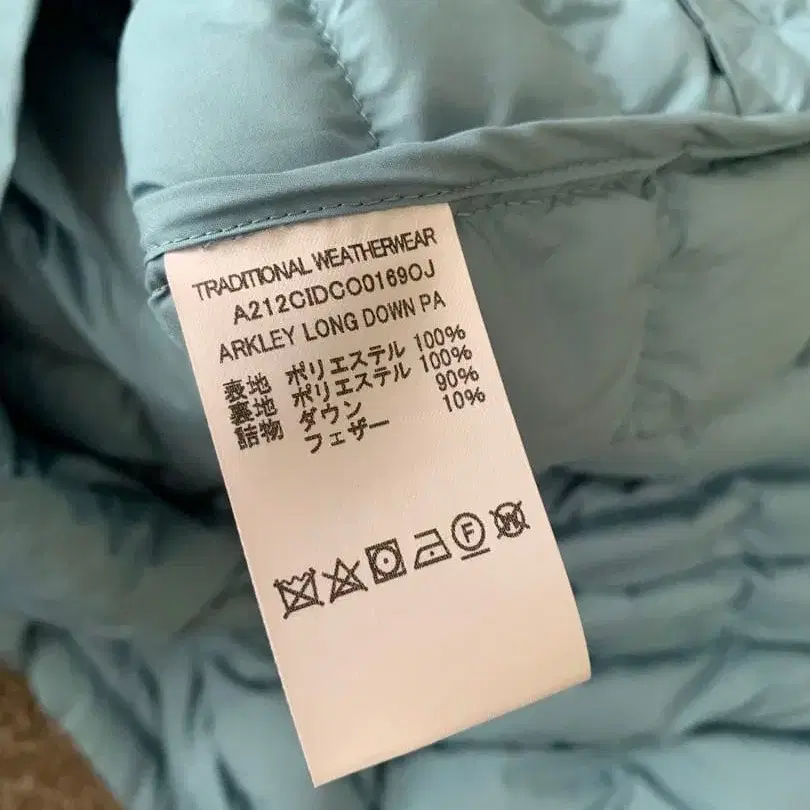 TRADITIONAL WEATHERWEAR
A212CIDCO0169OJ
ARKLEY LONG DOWN PA
表地 ポリエステル 100%
裏地 ポリエステル 100%
詰物 ダウン 90%
フェザー 10%
F
W